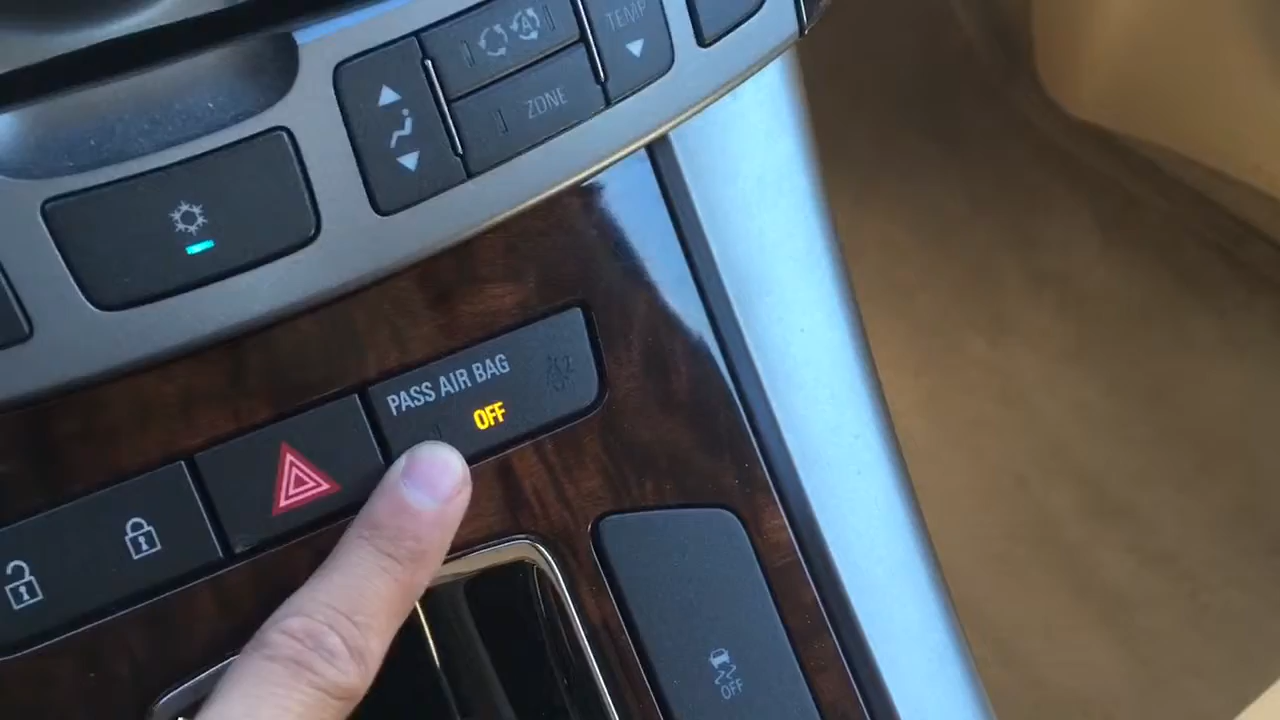 TEMP
ZONE
PASS AIR BAG
OFF
OFF